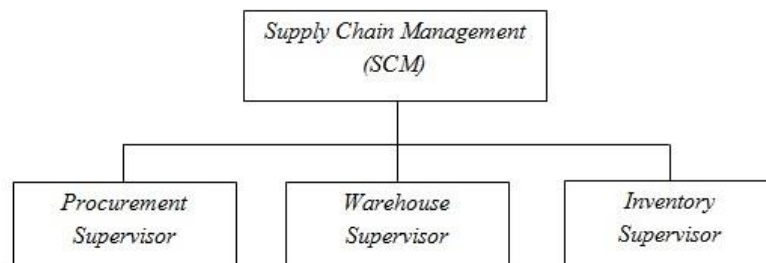 Supply Chain Management
(SCM)
Procurement
Supervisor
Warehouse
Supervisor
Inventory
Supervisor